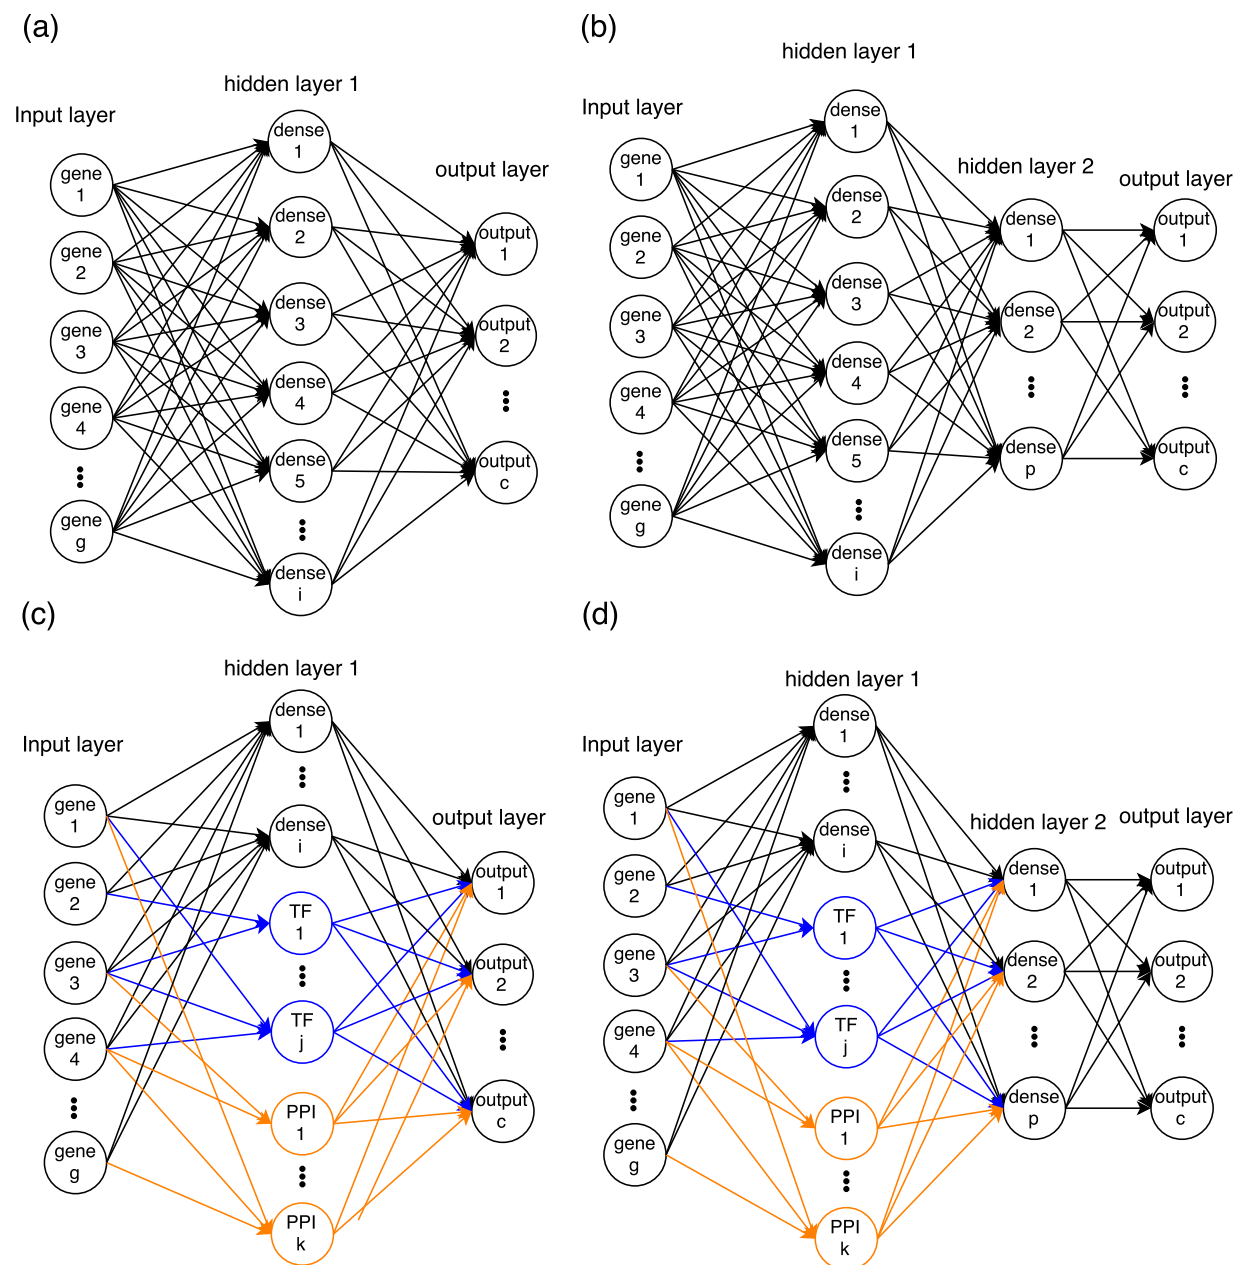 (a)
hidden layer 1
Input layer
output layer
gene
1
gene
2
gene
3
gene
4
gene
g
dense
1
dense
2
dense
3
dense
4
dense
5
dense
i
output
1
output
2
output
c
(b)
hidden layer 1
Input layer
hidden layer 2
output layer
gene
1
gene
2
gene
3
gene
4
gene
g
dense
1
dense
2
dense
3
dense
4
dense
5
dense
i
dense
1
dense
2
dense
p
output
1
output
2
output
c
(c)
hidden layer 1
Input layer
output layer
gene
1
gene
2
gene
3
gene
4
gene
g
dense
1
dense
i
TF
1
TF
j
PPI
1
PPI
k
output
1
output
2
output
c
(d)
hidden layer 1
Input layer
hidden layer 2
output layer
gene
1
gene
2
gene
3
gene
4
gene
g
dense
1
dense
i
TF
1
TF
j
PPI
1
PPI
k
dense
1
dense
2
dense
p
output
1
output
2
output
c